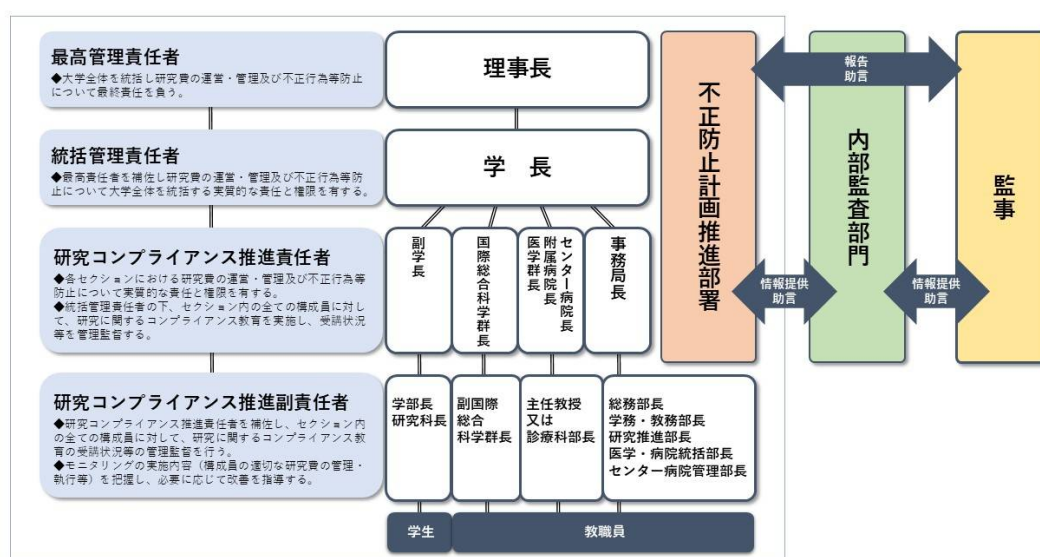 最高管理責任者
◆大学全体を統括し研究費の運営・管理及び不正行為等防止
について最終責任を負う。
理事長
統括管理責任者
◆最高責任者を補佐し研究費の運営・管理及び不正行為等防
止について大学全体を統括する実質的な責任と権限を有する。
学 長
研究コンプライアンス推進責任者
◆各セクションにおける研究費の運営・管理及び不正行為等
防止について実質的な責任と権限を有する。
◆統括管理責任者の下、セクション内の全ての構成員に対し
て、研究に関するコンプライアンス教育を実施し、受講状況
等を管理監督する。
副学長
国際総合科学群長
医学群長
附属病院長
センター病院長
事務局長
研究コンプライアンス推進副責任者
◆研究コンプライアンス推進責任者を補佐し、セクション内
の全ての構成員に対して、研究に関するコンプライアンス教
育の受講状況等の管理監督を行う。
◆モニタリングの実施内容（構成員の適切な研究費の管理・
執行等）を把握し、必要に応じて改善を指導する。
学部長
研究科長
副国際
総合
科学群長
主任教授
又は
診療科部長
総務部長
学務・教務部長
研究推進部長
医学・病院統括部長
センター病院管理部長
学生
教職員
不正防止計画推進部署
報告
助言
内部監査部門
監事
情報提供
助言
情報提供
助言